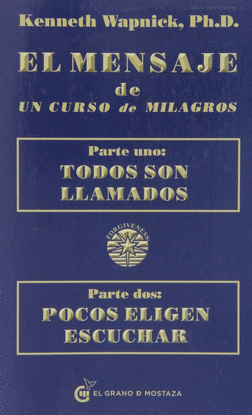 Kenneth Wapnick, Ph.D.
EL MENSAJE
de
UN CURSO de MILAGROS
Parte uno:
TODOS SON
LLAMADOS
FORGIVENESS
Parte dos:
POCOS ELIGEN
ESCUCHAR
EL GRANO D MOSTAZA